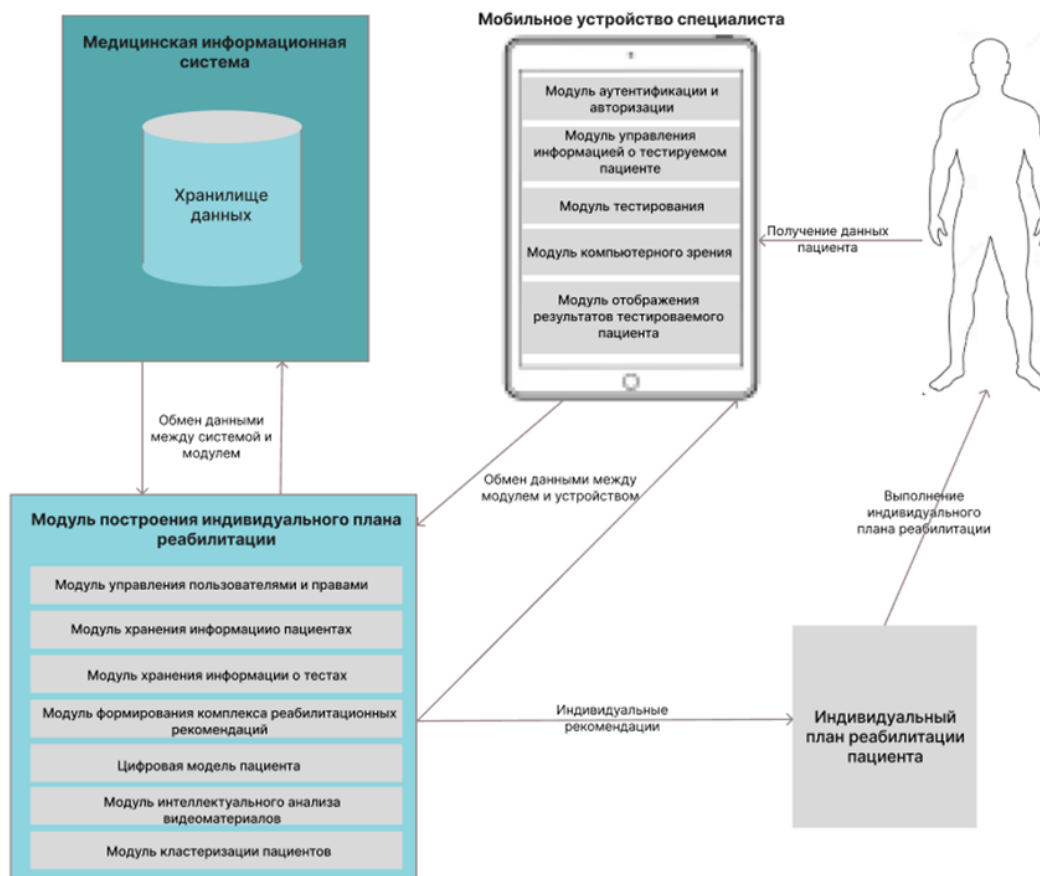 Медицинская информационная
система
Хранилище
данных
Мобильное устройство специалиста
Модуль аутентификации и
авторизации
Модуль управления
информацией о тестируемом
пациенте
Модуль тестирования
Модуль компьютерного зрения
Модуль отображения
результатов тестироваемого
пациента
Получение данных
пациента
Обмен данными
между системой и
модулем
Обмен данными между
модулем и устройством
Выполнение
индивидуального
плана реабилитации
Модуль построения индивидуального плана
реабилитации
Модуль управления пользователями и правами
Модуль хранения информациио пациентах
Модуль хранения информации о тестах
Модуль формирования комплекса реабилитационных
рекомендаций
Цифровая модель пациента
Модуль интеллектуального анализа
видеоматериалов
Модуль кластеризации пациентов
Индивидуальные
рекомендации
Индивидуальный
план реабилитации
пациента